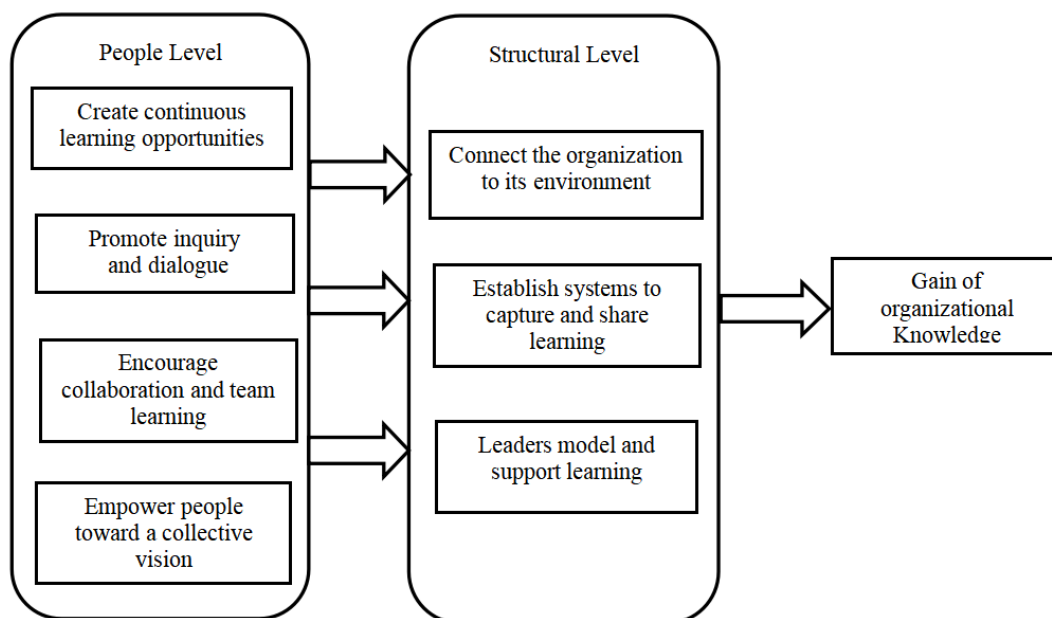 People Level
Create continuous
learning opportunities
Promote inquiry
and dialogue
Encourage
collaboration and team
learning
Empower people
toward a collective
vision
Structural Level
Connect the organization
to its environment
Establish systems to
capture and share
learning
Leaders model and
support learning
Gain of
organizational
Knowledge